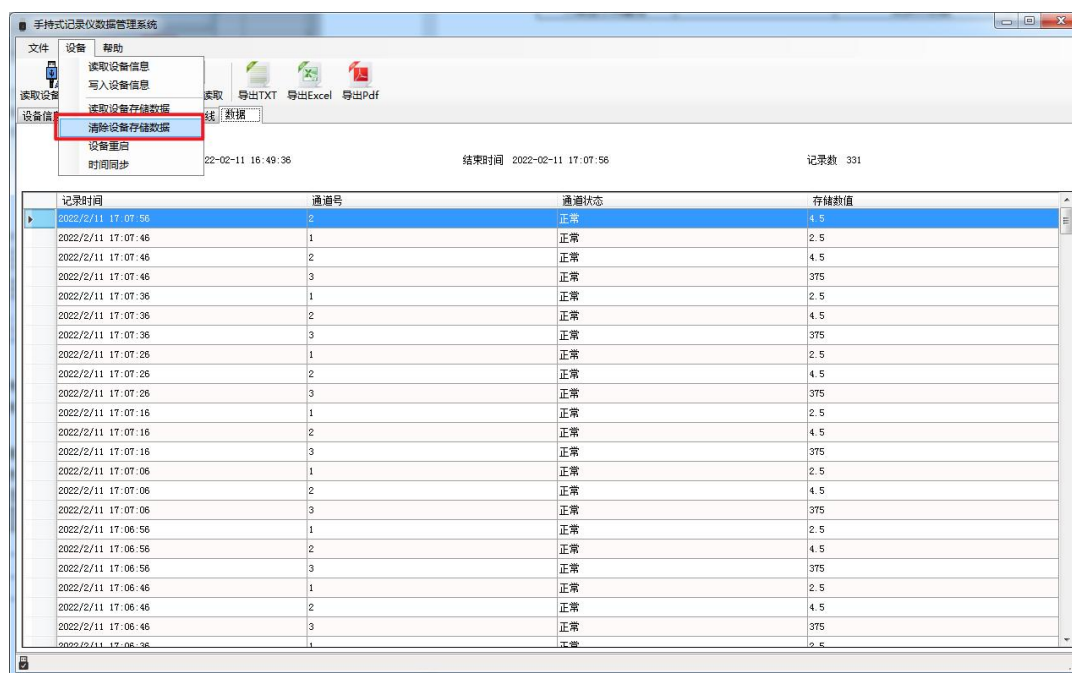 手持式记录仪数据管理系统
文件 设备 帮助
读取设备信息
写入设备信息
读取设备存储数据
清除设备存储数据
设备重启
时间同步
读取设备 读取 导出TXT 导出Excel 导出Pdf
设备信息 线 数据
22-02-11 16:49:36 结束时间 2022-02-11 17:07:56 记录数 331
记录时间 通道号 通道状态 存储数值
2022/2/11 17:07:56 2 正常 4.5
2022/2/11 17:07:46 1 正常 2.5
2022/2/11 17:07:46 2 正常 4.5
2022/2/11 17:07:46 3 正常 375
2022/2/11 17:07:36 1 正常 2.5
2022/2/11 17:07:36 2 正常 4.5
2022/2/11 17:07:36 3 正常 375
2022/2/11 17:07:26 1 正常 2.5
2022/2/11 17:07:26 2 正常 4.5
2022/2/11 17:07:26 3 正常 375
2022/2/11 17:07:16 1 正常 2.5
2022/2/11 17:07:16 2 正常 4.5
2022/2/11 17:07:16 3 正常 375
2022/2/11 17:07:06 1 正常 2.5
2022/2/11 17:07:06 2 正常 4.5
2022/2/11 17:07:06 3 正常 375
2022/2/11 17:06:56 1 正常 2.5
2022/2/11 17:06:56 2 正常 4.5
2022/2/11 17:06:56 3 正常 375
2022/2/11 17:06:46 1 正常 2.5
2022/2/11 17:06:46 2 正常 4.5
2022/2/11 17:06:46 3 正常 375
2022/2/11 17:06:36 1 正常 2.5